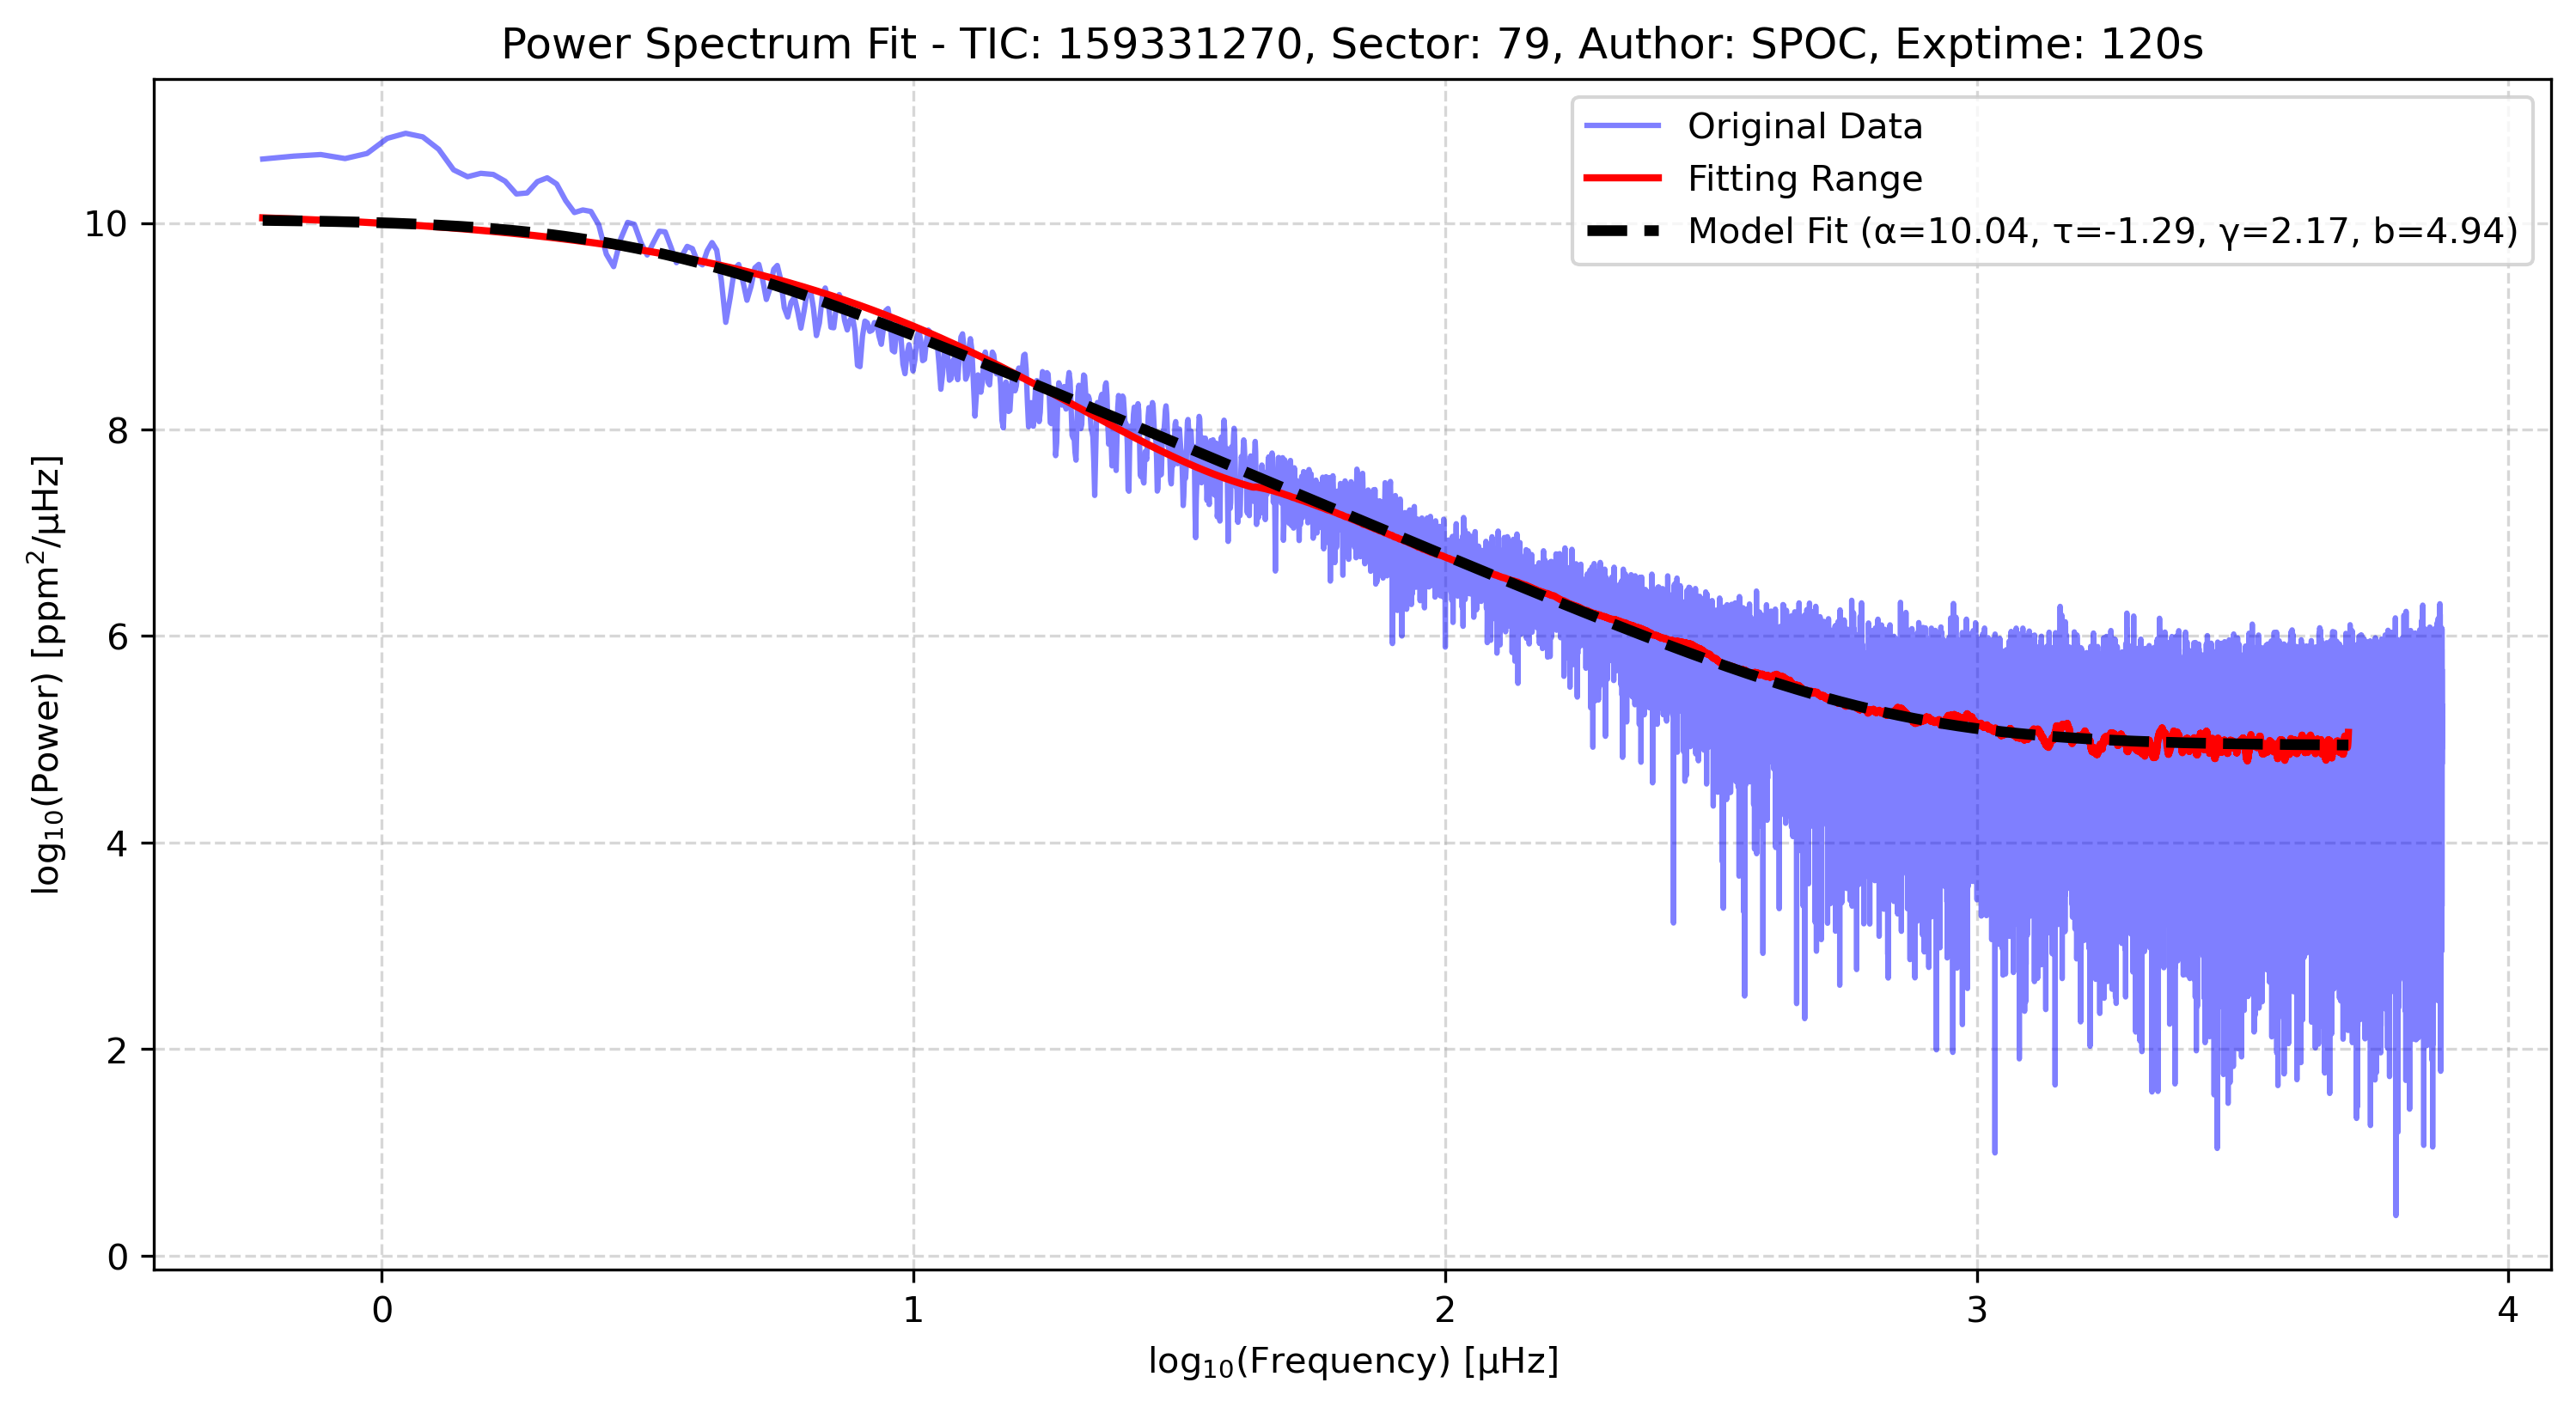 Power Spectrum Fit - TIC: 159331270, Sector: 79, Author: SPOC, Exptime: 120s
Original Data
Fitting Range
Model Fit (α=10.04, τ=-1.29, γ=2.17, b=4.94)
log₁₀(Power) [ppm²/μHz]
10
8
6
4
2
0
0 1 2 3 4
log₁₀(Frequency) [μHz]